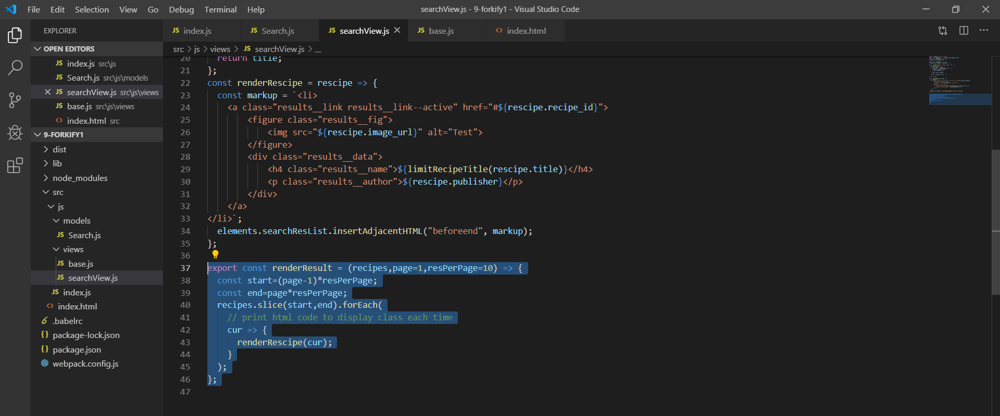 File Edit Selection View Go Debug Terminal Help
searchView.js - 9-forkify1 - Visual Studio Code
EXPLORER
OPEN EDITORS
JS index.js src\js
JS Search.js src\js\models
JS searchView.js src\js\views
JS base.js src\js\views
<> index.html src
9-FORKIFY1
dist
lib
node_modules
src
js
models
JS Search.js
views
JS base.js
JS searchView.js
JS index.js
<> index.html
.babelrc
{} package-lock.json
{} package.json
webpack.config.js
JS index.js JS Search.js JS searchView.js JS base.js <> index.html
src > js > views > JS searchView.js > ...
20 return title;
21 };
22 const renderRescipe = rescipe => {
23 const markup = `<li>
24 <a class="results__link results__link--active" href="#${rescipe.recipe_id}">
25 <figure class="results__fig">
26 <img src="${rescipe.image_url}" alt="Test">
27 </figure>
28 <div class="results__data">
29 <h4 class="results__name">${limitRecipeTitle(rescipe.title)}</h4>
30 <p class="results__author">${rescipe.publisher}</p>
31 </div>
32 </a>
33 </li>`;
34 elements.searchResList.insertAdjacentHTML("beforeend", markup);
35 };
36
37 export const renderResult = (recipes,page=1,resPerPage=10) => {
38 const start=(page-1)*resPerPage;
39 const end=page*resPerPage;
40 recipes.slice(start,end).forEach(
41 // print html code to display class each time
42 cur => {
43 renderRescipe(cur);
44 }
45 );
46 };
47